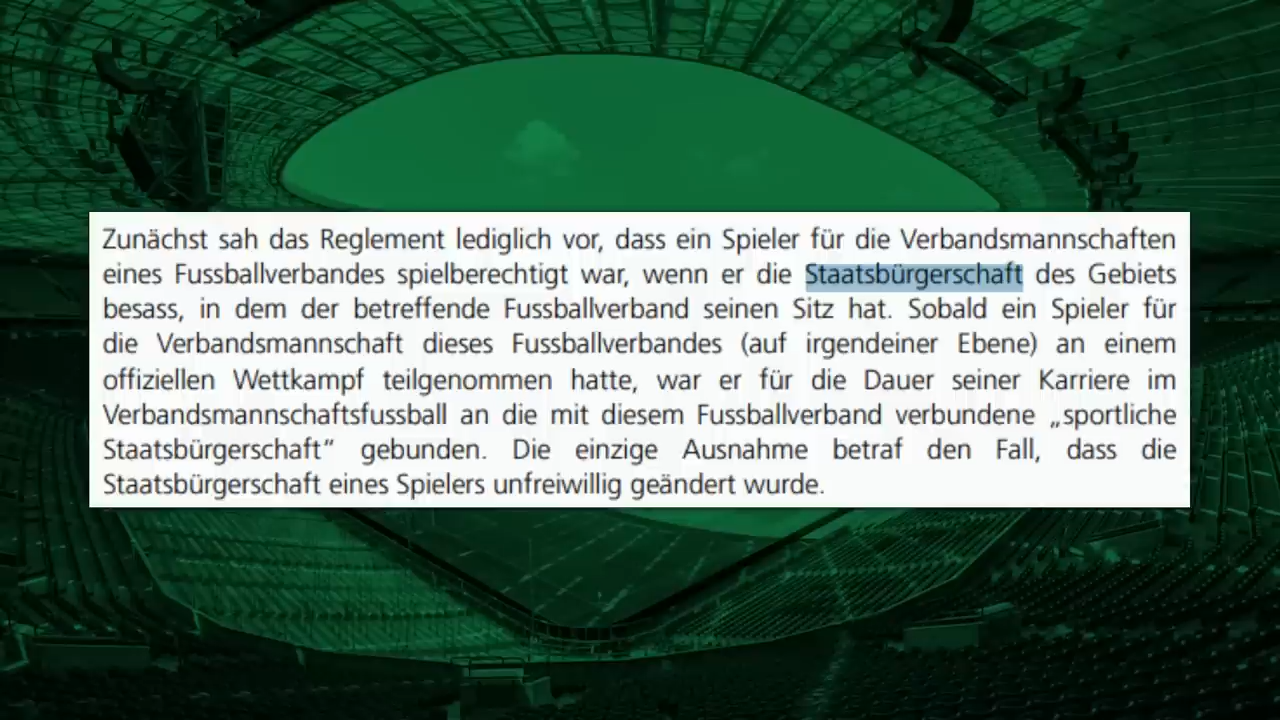 Zunächst sah das Reglement lediglich vor, dass ein Spieler für die Verbandsmannschaften
eines Fussballverbandes spielberechtigt war, wenn er die Staatsbürgerschaft des Gebiets
besass, in dem der betreffende Fussballverband seinen Sitz hat. Sobald ein Spieler für
die Verbandsmannschaft dieses Fussballverbandes (auf irgendeiner Ebene) an einem
offiziellen Wettkampf teilgenommen hatte, war er für die Dauer seiner Karriere im
Verbandsmannschaftsfussball an die mit diesem Fussballverband verbundene „sportliche
Staatsbürgerschaft“ gebunden. Die einzige Ausnahme betraf den Fall, dass die
Staatsbürgerschaft eines Spielers unfreiwillig geändert wurde.